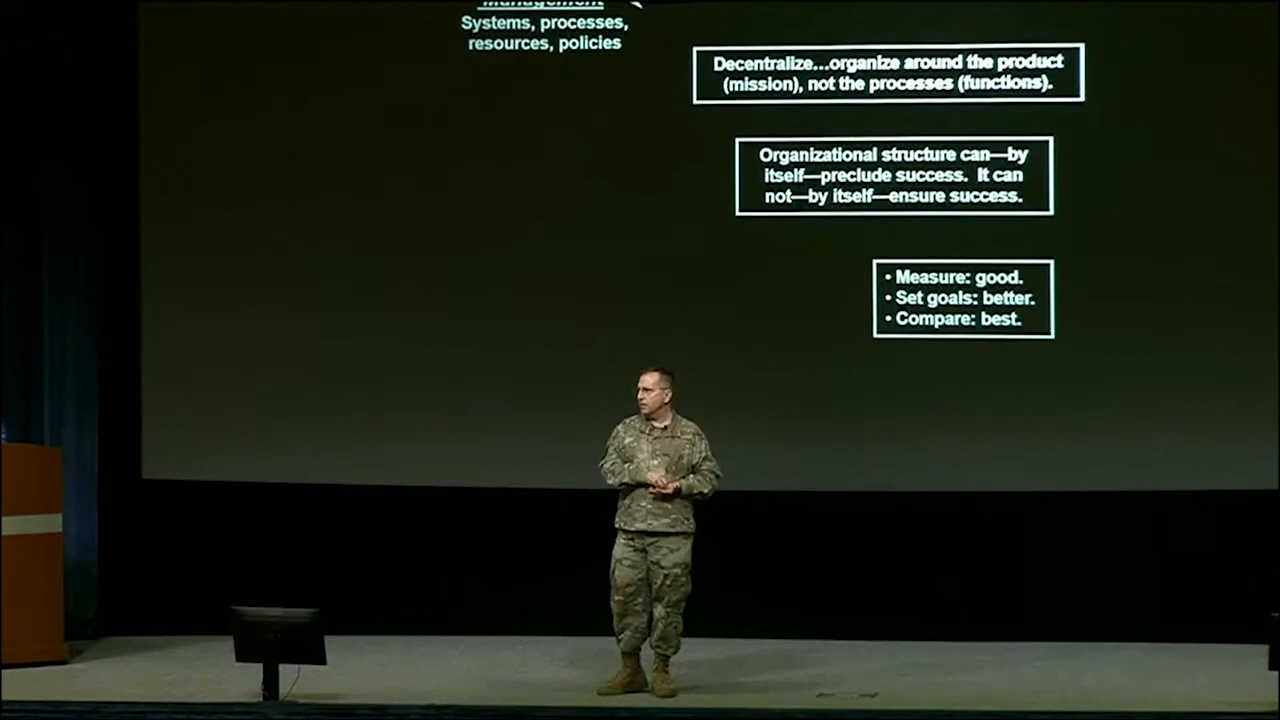 Management
Systems, processes,
resources, policies
Decentralize...organize around the product
(mission), not the processes (functions).
Organizational structure can—by
itself—preclude success. It can
not—by itself—ensure success.
• Measure: good.
• Set goals: better.
• Compare: best.